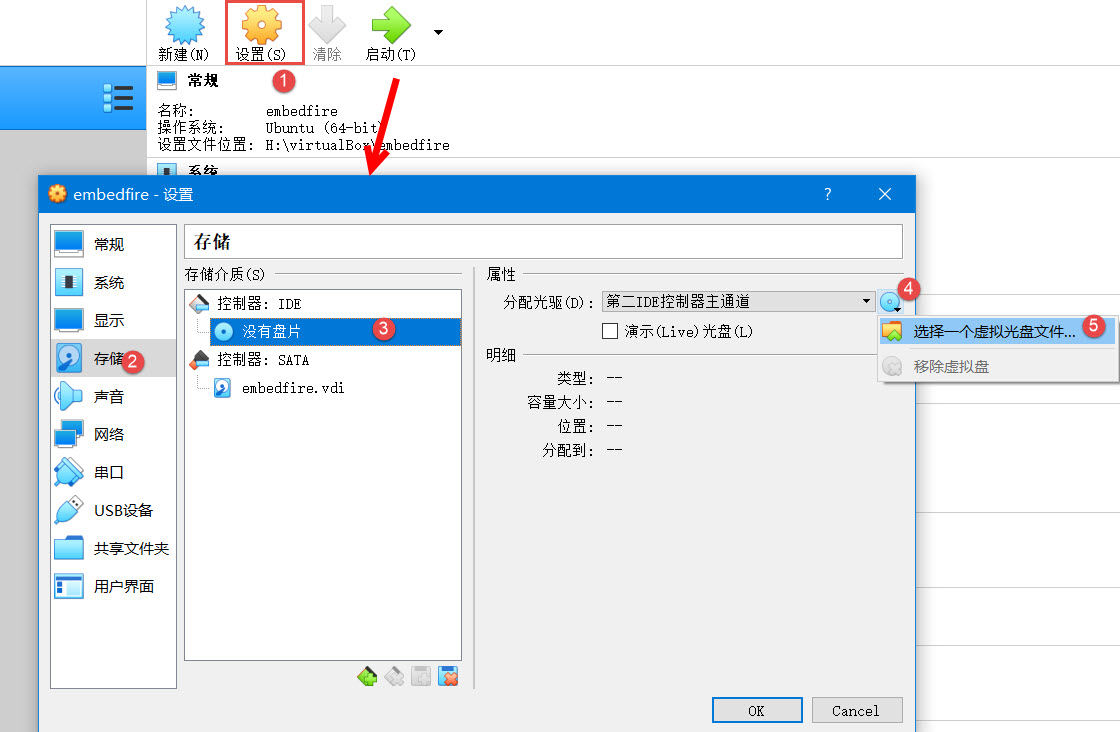 新建(N) 设置(S) 清除 启动(T)
1
常规
名称: embedfire
操作系统: Ubuntu (64-bit)
设置文件位置: H:\virtualBox\embedfire
系统
embedfire - 设置 ?
常规
系统
显示
存储 2
声音
网络
串口
USB设备
共享文件夹
用户界面
存储
存储介质(S)
控制器: IDE
没有盘片 3
控制器: SATA
embedfire.vdi
属性
分配光驱(D): 第二IDE控制器主通道 4
演示(Live)光盘(L)
选择一个虚拟光盘文件... 5
移除虚拟盘
明细
类型: --
容量大小: --
位置: --
分配到: --
OK Cancel